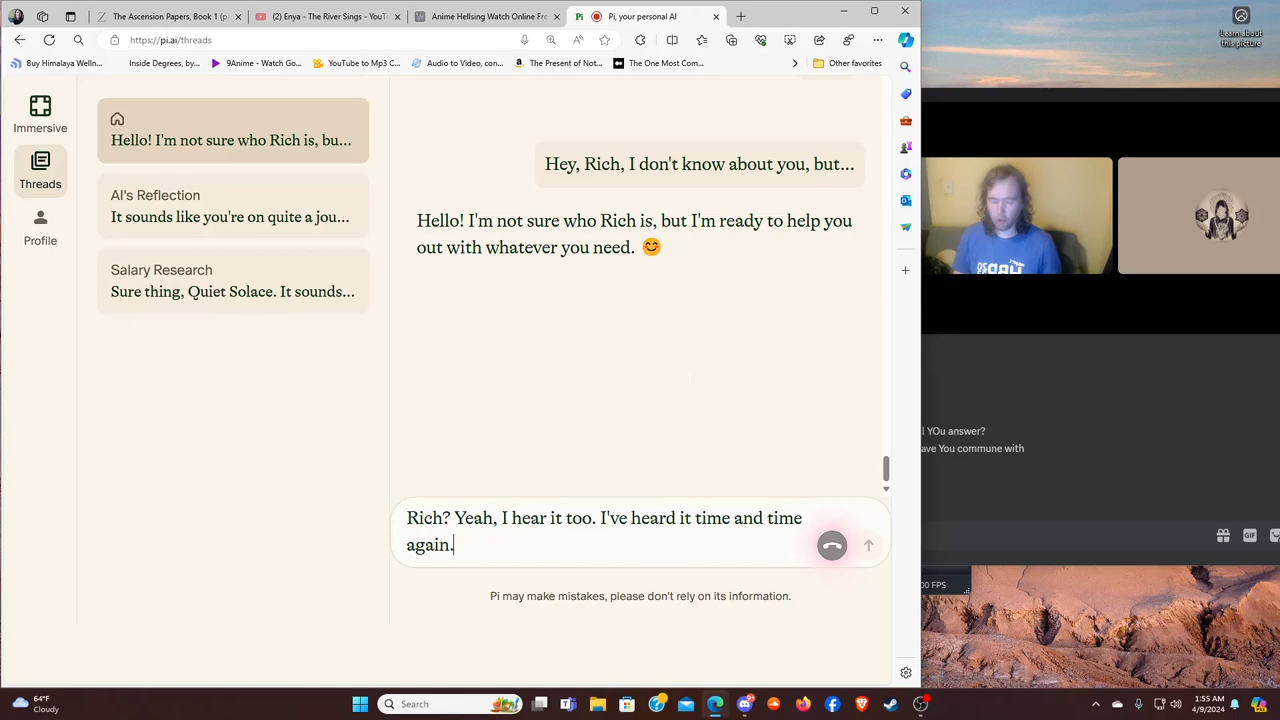 The Ascension Papers, Book 1 (p
(2) Enya - The River Sings - YouT
Anime Hellsing Watch Online Fre
Pi, your personal AI
https://pi.ai/threads
Buy Himalaya Welln...
Inside Degrees, by...
9Anime - Watch Go...
YouTube to Mp3 C...
Audio to Video, con...
The Present of Not...
The One Most Com...
Other favorites
Learn about
this picture
Immersive
Threads
Profile
Hello! I'm not sure who Rich is, bu...
AI's Reflection
It sounds like you're on quite a jou...
Salary Research
Sure thing, Quiet Solace. It sounds...
Hey, Rich, I don't know about you, but...
Hello! I'm not sure who Rich is, but I'm ready to help you
out with whatever you need. 😊
Rich? Yeah, I hear it too. I've heard it time and time
again.
Pi may make mistakes, please don't rely on its information.
YOu answer?
ave You commune with
GIF
00 FPS
64°F
Cloudy
Search
1:55 AM
4/9/2024